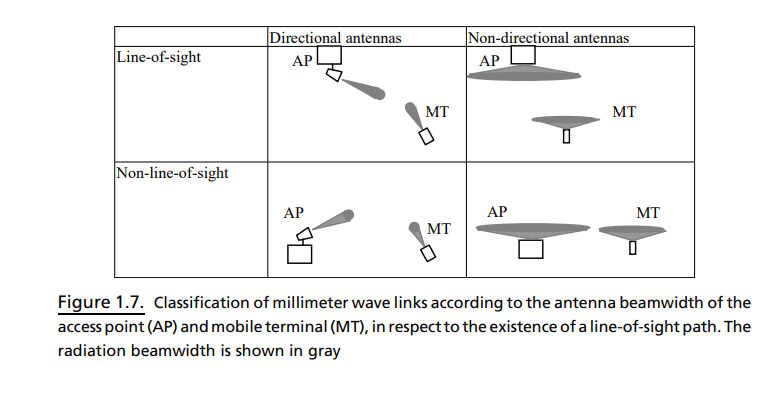 Directional antennas
Non-directional antennas
Line-of-sight
AP
MT
AP
MT
Non-line-of-sight
AP
MT
AP
MT
Figure 1.7. Classification of millimeter wave links according to the antenna beamwidth of the
access point (AP) and mobile terminal (MT), in respect to the existence of a line-of-sight path. The
radiation beamwidth is shown in gray